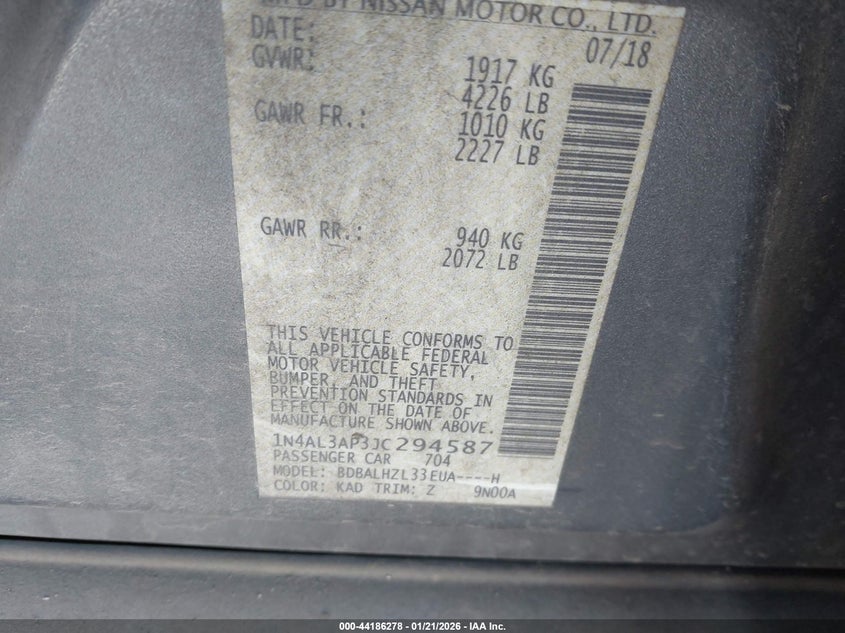 MFD BY NISSAN MOTOR CO., LTD.
DATE: 07/18
GVWR: 1917 KG
4226 LB
GAWR FR.: 1010 KG
2227 LB
GAWR RR.: 940 KG
2072 LB
THIS VEHICLE CONFORMS TO
ALL APPLICABLE FEDERAL
MOTOR VEHICLE SAFETY,
BUMPER, AND THEFT
PREVENTION STANDARDS IN
EFFECT ON THE DATE OF
MANUFACTURE SHOWN ABOVE.
1N4AL3AP3JC294587
PASSENGER CAR 704
MODEL: BDBALHZL33EUA----H
COLOR: KAD TRIM: Z 9N00A
000-44186278 - 01/21/2026 - IAA Inc.